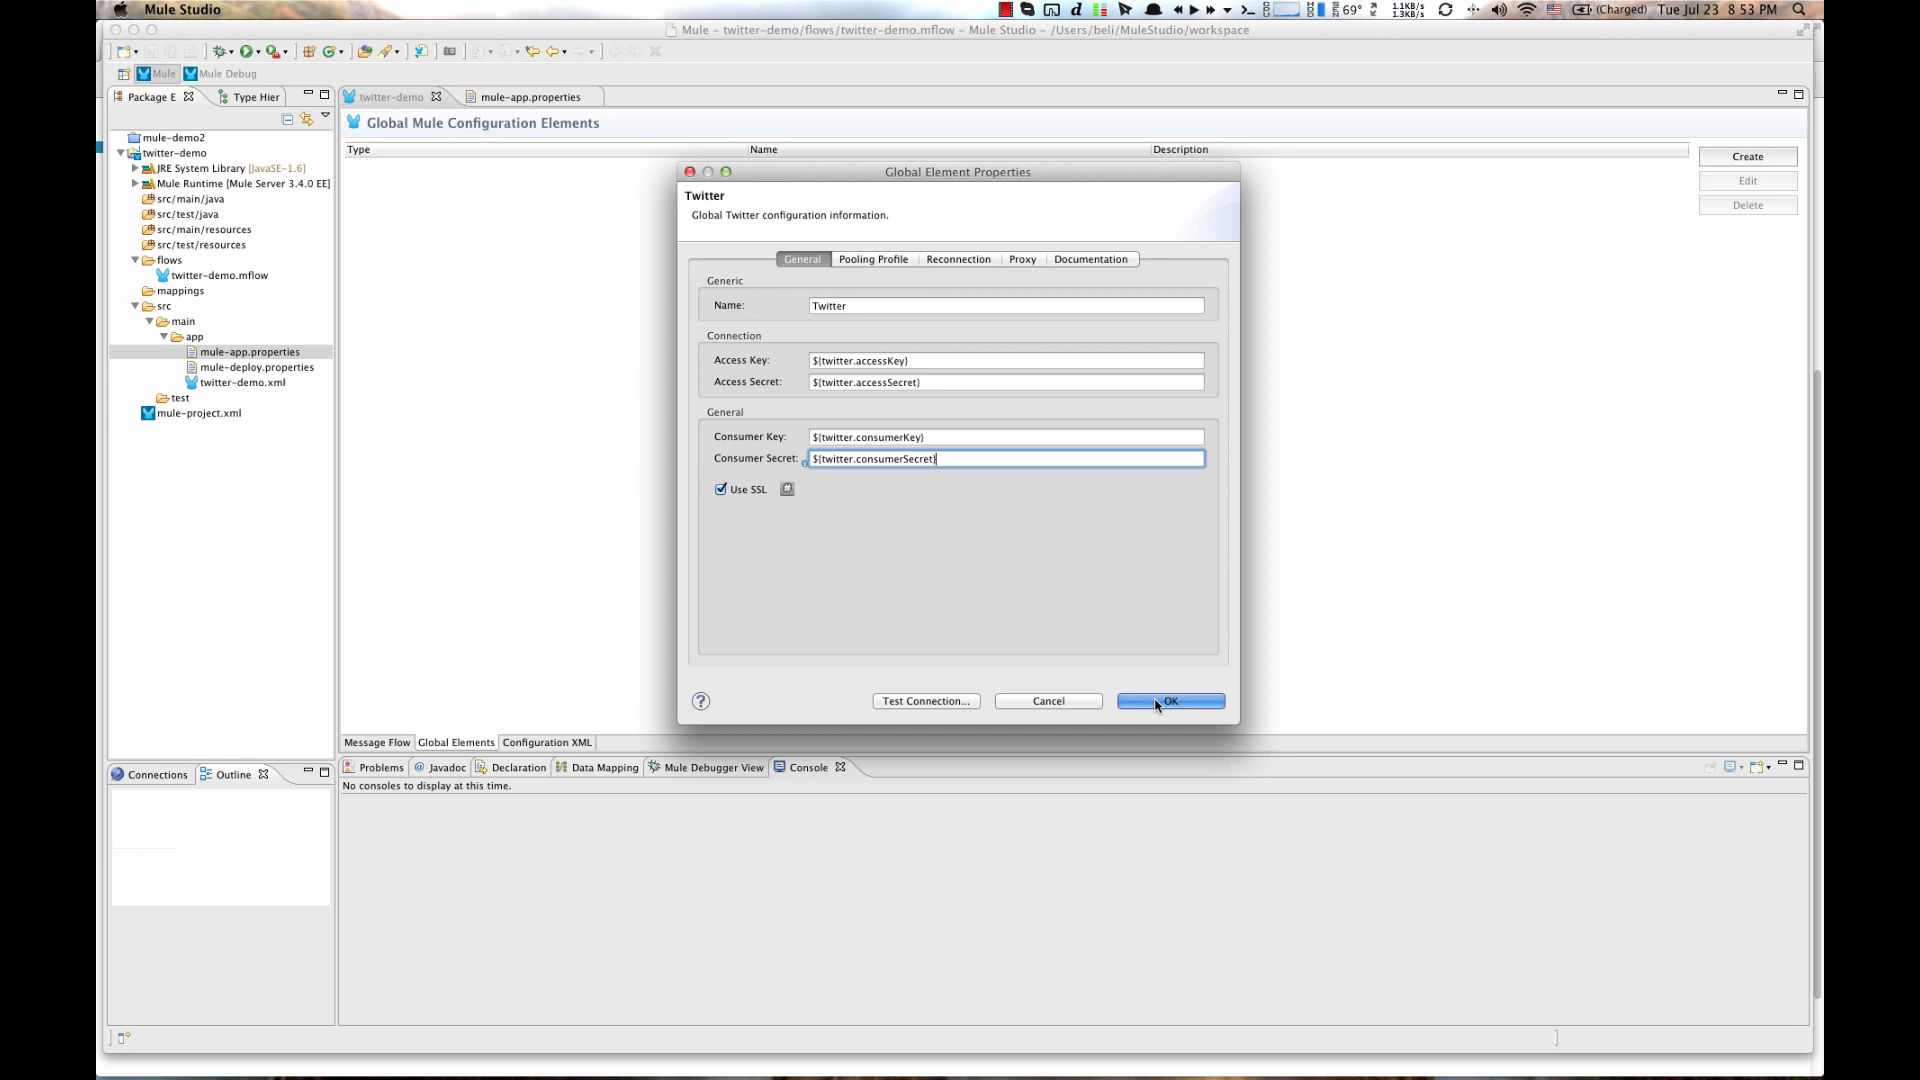 Mule Studio
69°
1.1KB/s
1.3KB/s
(Charged)
Tue Jul 23 8:53 PM
Mule – twitter-demo/flows/twitter-demo.mflow – Mule Studio – /Users/beli/MuleStudio/workspace
Mule
Mule Debug
Package E
Type Hier
twitter-demo
mule-app.properties
Global Mule Configuration Elements
Type
Name
Description
Create
Edit
Delete
mule-demo2
twitter-demo
JRE System Library [JavaSE-1.6]
Mule Runtime [Mule Server 3.4.0 EE]
src/main/java
src/test/java
src/main/resources
src/test/resources
flows
twitter-demo.mflow
mappings
src
main
app
mule-app.properties
mule-deploy.properties
twitter-demo.xml
test
mule-project.xml
Global Element Properties
Twitter
Global Twitter configuration information.
General
Pooling Profile
Reconnection
Proxy
Documentation
Generic
Name:
Twitter
Connection
Access Key:
${twitter.accessKey}
Access Secret:
${twitter.accessSecret}
General
Consumer Key:
${twitter.consumerKey}
Consumer Secret:
${twitter.consumerSecret}
Use SSL
Test Connection...
Cancel
OK
Message Flow
Global Elements
Configuration XML
Connections
Outline
Problems
Javadoc
Declaration
Data Mapping
Mule Debugger View
Console
No consoles to display at this time.